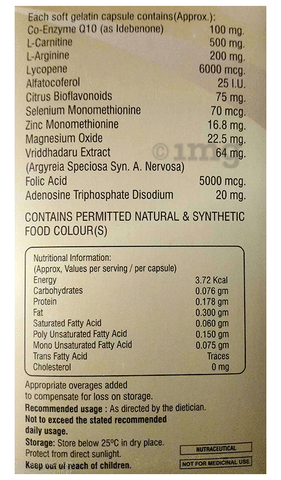 Each soft gelatin capsule contains(Approx.):
Co-Enzyme Q10 (as Idebenone) 100 mg.
L-Carnitine 500 mg.
L-Arginine 200 mg.
Lycopene 6000 mcg.
Alfatocoferol 25 I.U.
Citrus Bioflavonoids 75 mg.
Selenium Monomethionine 70 mcg.
Zinc Monomethionine 16.8 mg.
Magnesium Oxide 22.5 mg.
Vriddhadaru Extract 64 mg.
(Argyreia Speciosa Syn. A. Nervosa)
Folic Acid 5000 mcg.
Adenosine Triphosphate Disodium 20 mg.
CONTAINS PERMITTED NATURAL & SYNTHETIC
FOOD COLOUR(S)
Nutritional Information:
(Approx, Values per serving / per capsule)
Energy 3.72 Kcal
Carbohydrates 0.076 gm
Protein 0.178 gm
Fat 0.300 gm
Saturated Fatty Acid 0.060 gm
Poly Unsaturated Fatty Acid 0.150 gm
Mono Unsaturated Fatty Acid 0.075 gm
Trans Fatty Acid Traces
Cholesterol 0 mg
Appropriate overages added
to compensate for loss on storage.
Recommended usage : As directed by the dietician.
Not to exceed the stated recommended
daily usage.
Storage: Store below 25°C in dry place.
Protect from direct sunlight.
Keep out of reach of children.
NUTRACEUTICAL
NOT FOR MEDICINAL USE
1mg